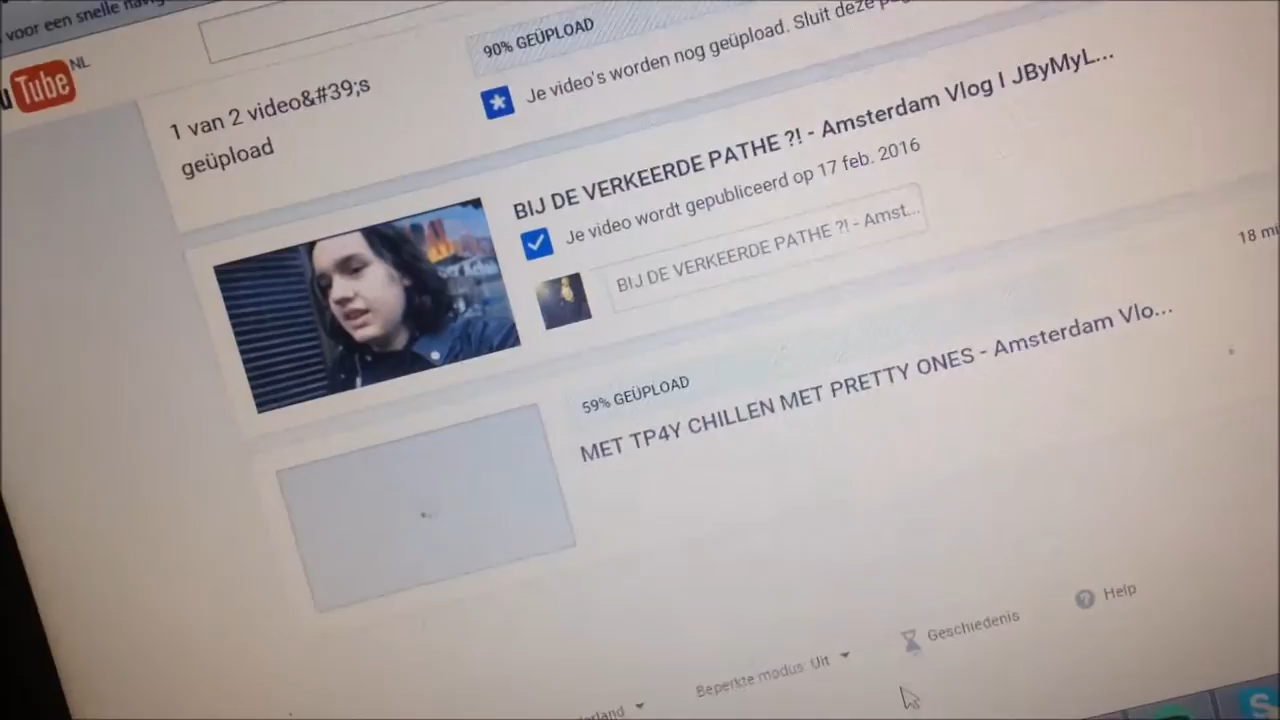 voor een snelle
Tube NL
90% GEÜPLOAD
1 van 2 video&#39;s
geüpload
Je video's worden nog geüpload. Sluit deze
BIJ DE VERKEERDE PATHE ?! - Amsterdam Vlog I JByMyL...
Je video wordt gepubliceerd op 17 feb. 2016
BIJ DE VERKEERDE PATHE ?! - Amst...
18 mi
59% GEÜPLOAD
MET TP4Y CHILLEN MET PRETTY ONES - Amsterdam Vlo...
Beperkte modus: Uit
Geschiedenis
Help